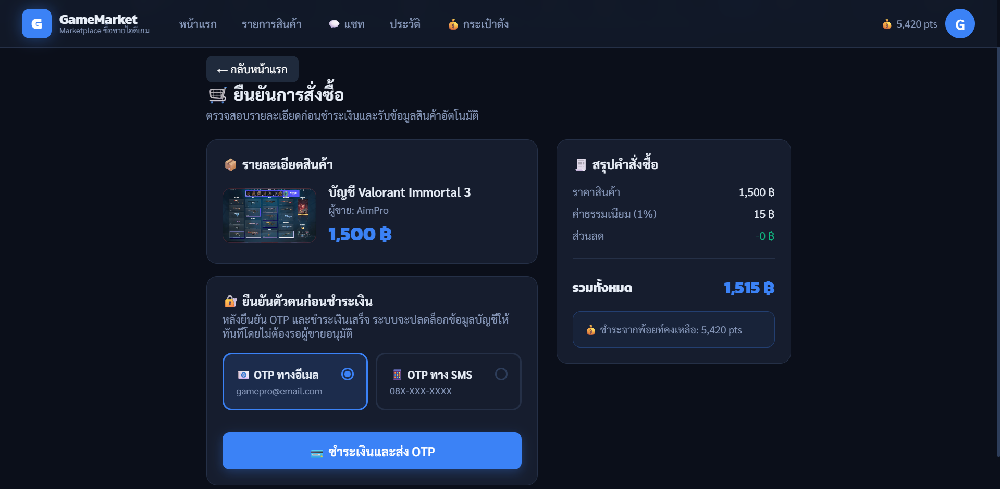 G
GameMarket
Marketplace ซื้อขายไอดีเกม
หน้าแรก
รายการสินค้า
แชท
ประวัติ
กระเป๋าตัง
5,420 pts
G
← กลับหน้าแรก
ยืนยันการสั่งซื้อ
ตรวจสอบรายละเอียดก่อนชำระเงินและรับข้อมูลสินค้าอัตโนมัติ
รายละเอียดสินค้า
บัญชี Valorant Immortal 3
ผู้ขาย: AimPro
1,500 ฿
ยืนยันตัวตนก่อนชำระเงิน
หลังยืนยัน OTP และชำระเงินเสร็จ ระบบจะปลดล็อกข้อมูลบัญชีให้
ทันทีโดยไม่ต้องรอผู้ขายอนุมัติ
OTP ทางอีเมล
gamepro@email.com
OTP ทาง SMS
08X-XXX-XXXX
ชำระเงินและส่ง OTP
สรุปคำสั่งซื้อ
ราคาสินค้า 1,500 ฿
ค่าธรรมเนียม (1%) 15 ฿
ส่วนลด -0 ฿
รวมทั้งหมด 1,515 ฿
ชำระจากพ้อยท์คงเหลือ: 5,420 pts